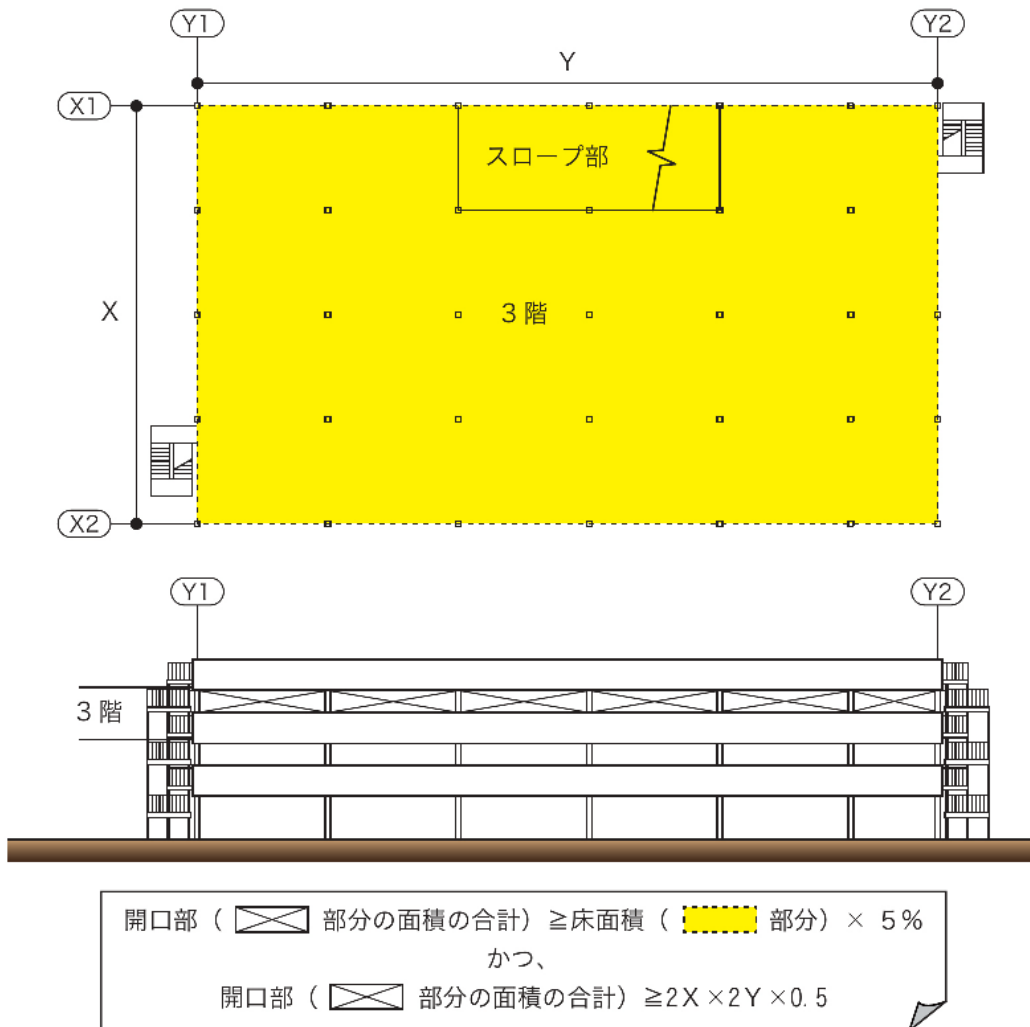 Y1
Y2
Y
X1
スロープ部
X
3階
X2
Y1
Y2
3階
開口部（ 部分の面積の合計）≧床面積（ 部分）× 5％
かつ、
開口部（ 部分の面積の合計）≧2X×2Y×0.5